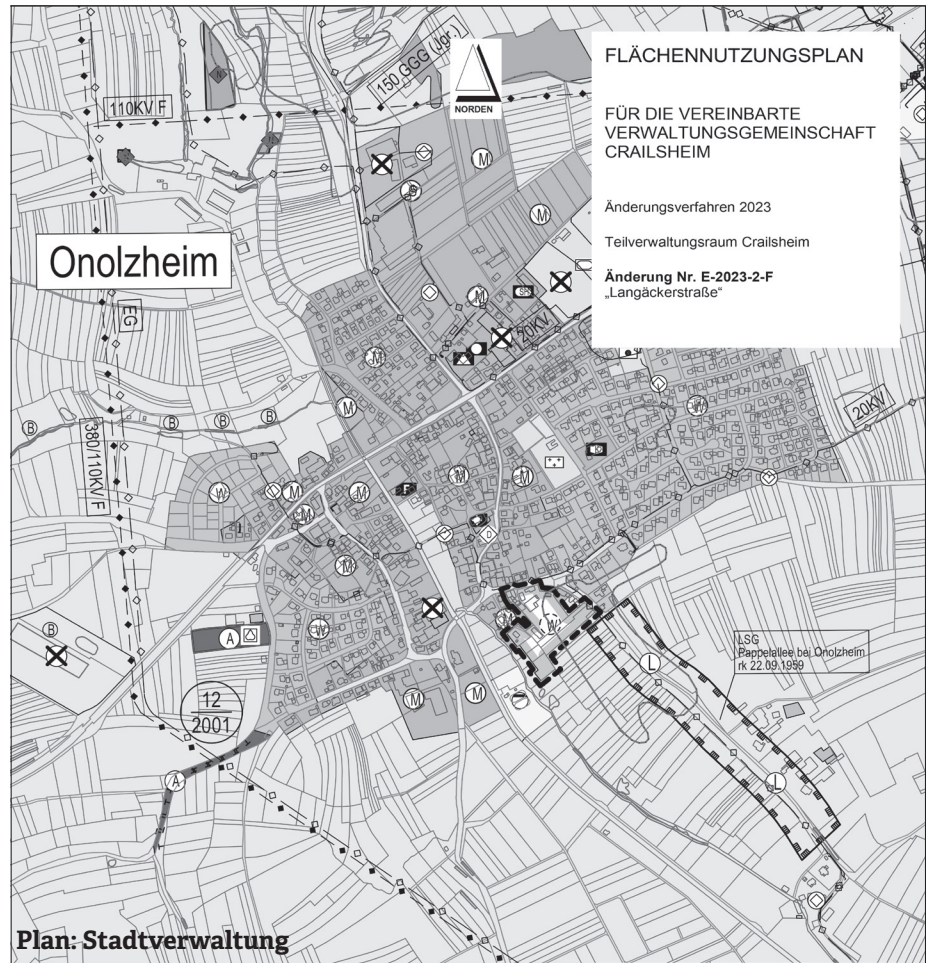 FLÄCHENNUTZUNGSPLAN
FÜR DIE VEREINBARTE
VERWALTUNGSGEMEINSCHAFT
CRAILSHEIM
Änderungsverfahren 2023
Teilverwaltungsraum Crailsheim
Änderung Nr. E-2023-2-F
„Langäckerstraße“
NORDEN
150 GGG (Jgr.)
110KV F
N
M
M
Onolzheim
EG
M
SR
20KV
M
M
20KV
W
B
B
B
B
380/110KV F
W
M
M
M
M
M
M
D
W
B
A
W
LSG
Pappelallee bei Onolzheim
rk 22.09.1959
L
12
2001
M
M
A
L
Plan: Stadtverwaltung